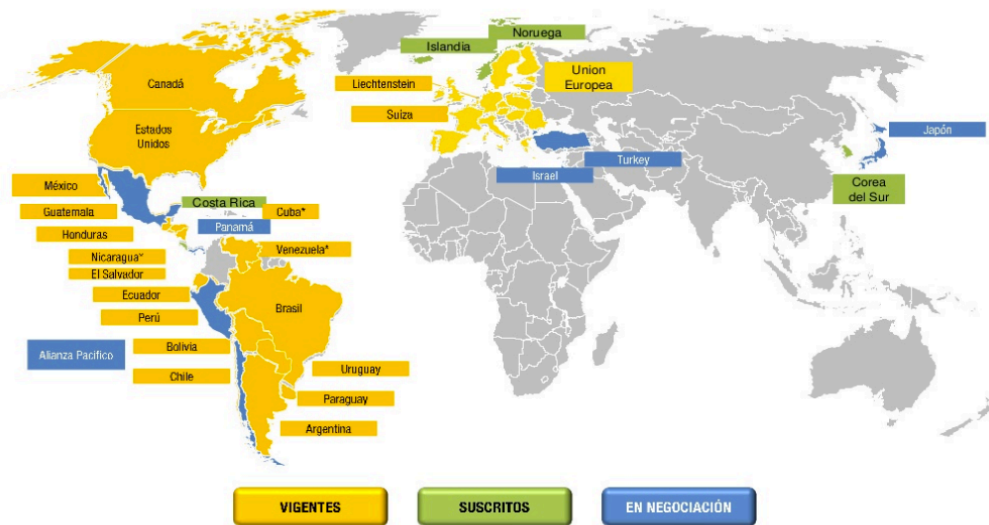 Noruega
Islandia
Liechtenstein
Union
Europea
Suíza
Canadá
Estados
Unidos
Japón
Turkey
Israel
Corea
del Sur
México
Costa Rica
Guatemala
Cuba*
Honduras
Panamá
Nicaragua*
Venezuela*
El Salvador
Ecuador
Brasil
Perú
Alianza Pacifico
Bolivia
Chile
Uruguay
Paraguay
Argentina
VIGENTES
SUSCRITOS
EN NEGOCIACIÓN